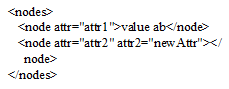 <nodes>
<node attr="attr1">value ab</node>
<node attr="attr2" attr2="newAttr"></
node>
</nodes>